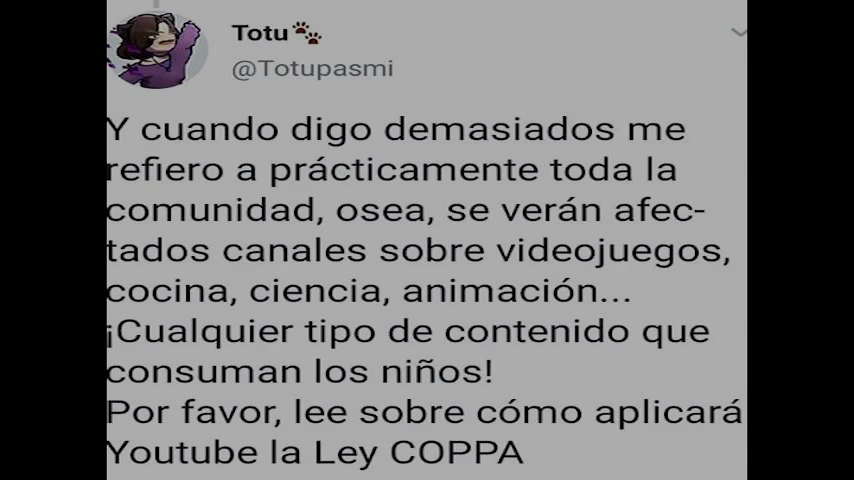 Totu🐾
@Totupasmi
Y cuando digo demasiados me
refiero a prácticamente toda la
comunidad, osea, se verán afec-
tados canales sobre videojuegos,
cocina, ciencia, animación...
¡Cualquier tipo de contenido que
consuman los niños!
Por favor, lee sobre cómo aplicará
Youtube la Ley COPPA